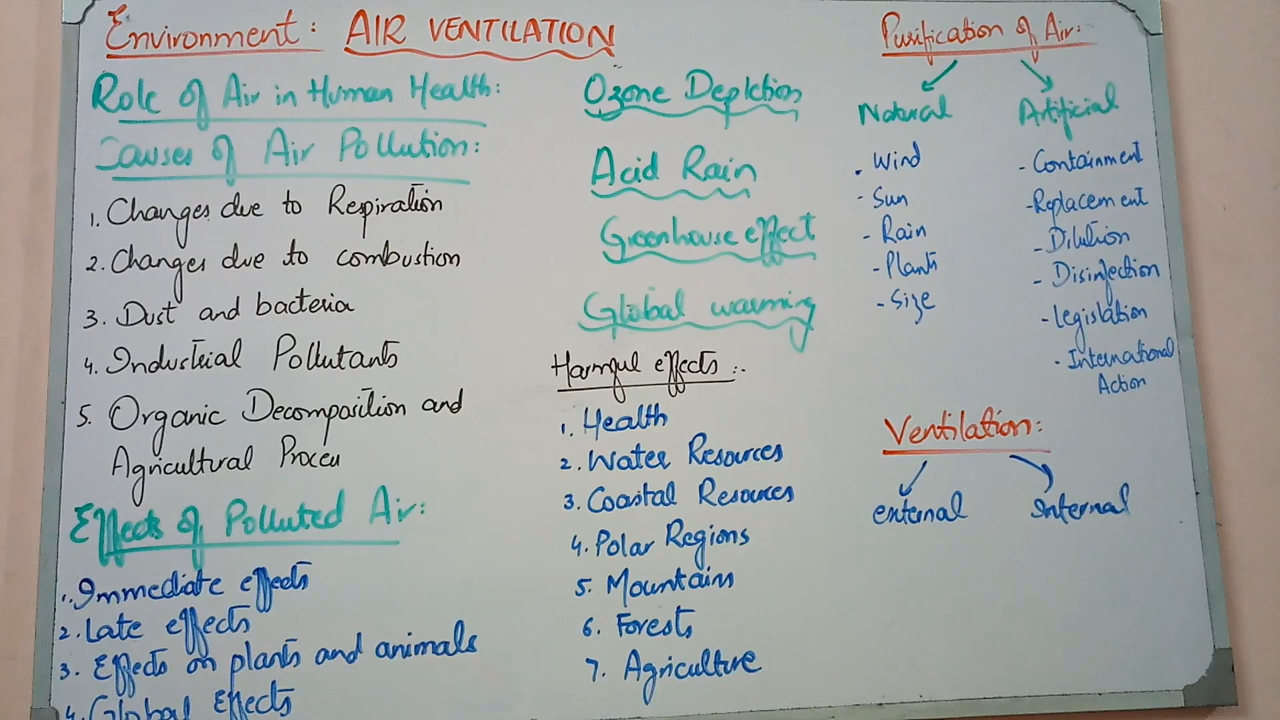 Environment: AIR VENTILATION
Role of Air in Human Health:
Causes of Air Pollution:
1. Changes due to Respiration
2. Changes due to combustion
3. Dust and bacteria
4. Industrial Pollutants
5. Organic Decomposition and
Agricultural Process
Effects of Polluted Air:
1. Immediate effects
2. Late effects
3. Effects on plants and animals
4. Global Effects
Ozone Depletion
Acid Rain
Greenhouse effect
Global warming
Harmful effects :-
1. Health
2. Water Resources
3. Coastal Resources
4. Polar Regions
5. Mountains
6. Forests
7. Agriculture
Purification of Air:
Natural
. Wind
- Sun
- Rain
- Plants
- Size
Artificial
- Containment
- Replacement
- Dilution
- Disinfection
- Legislation
- International
Action
Ventilation:
external
Internal